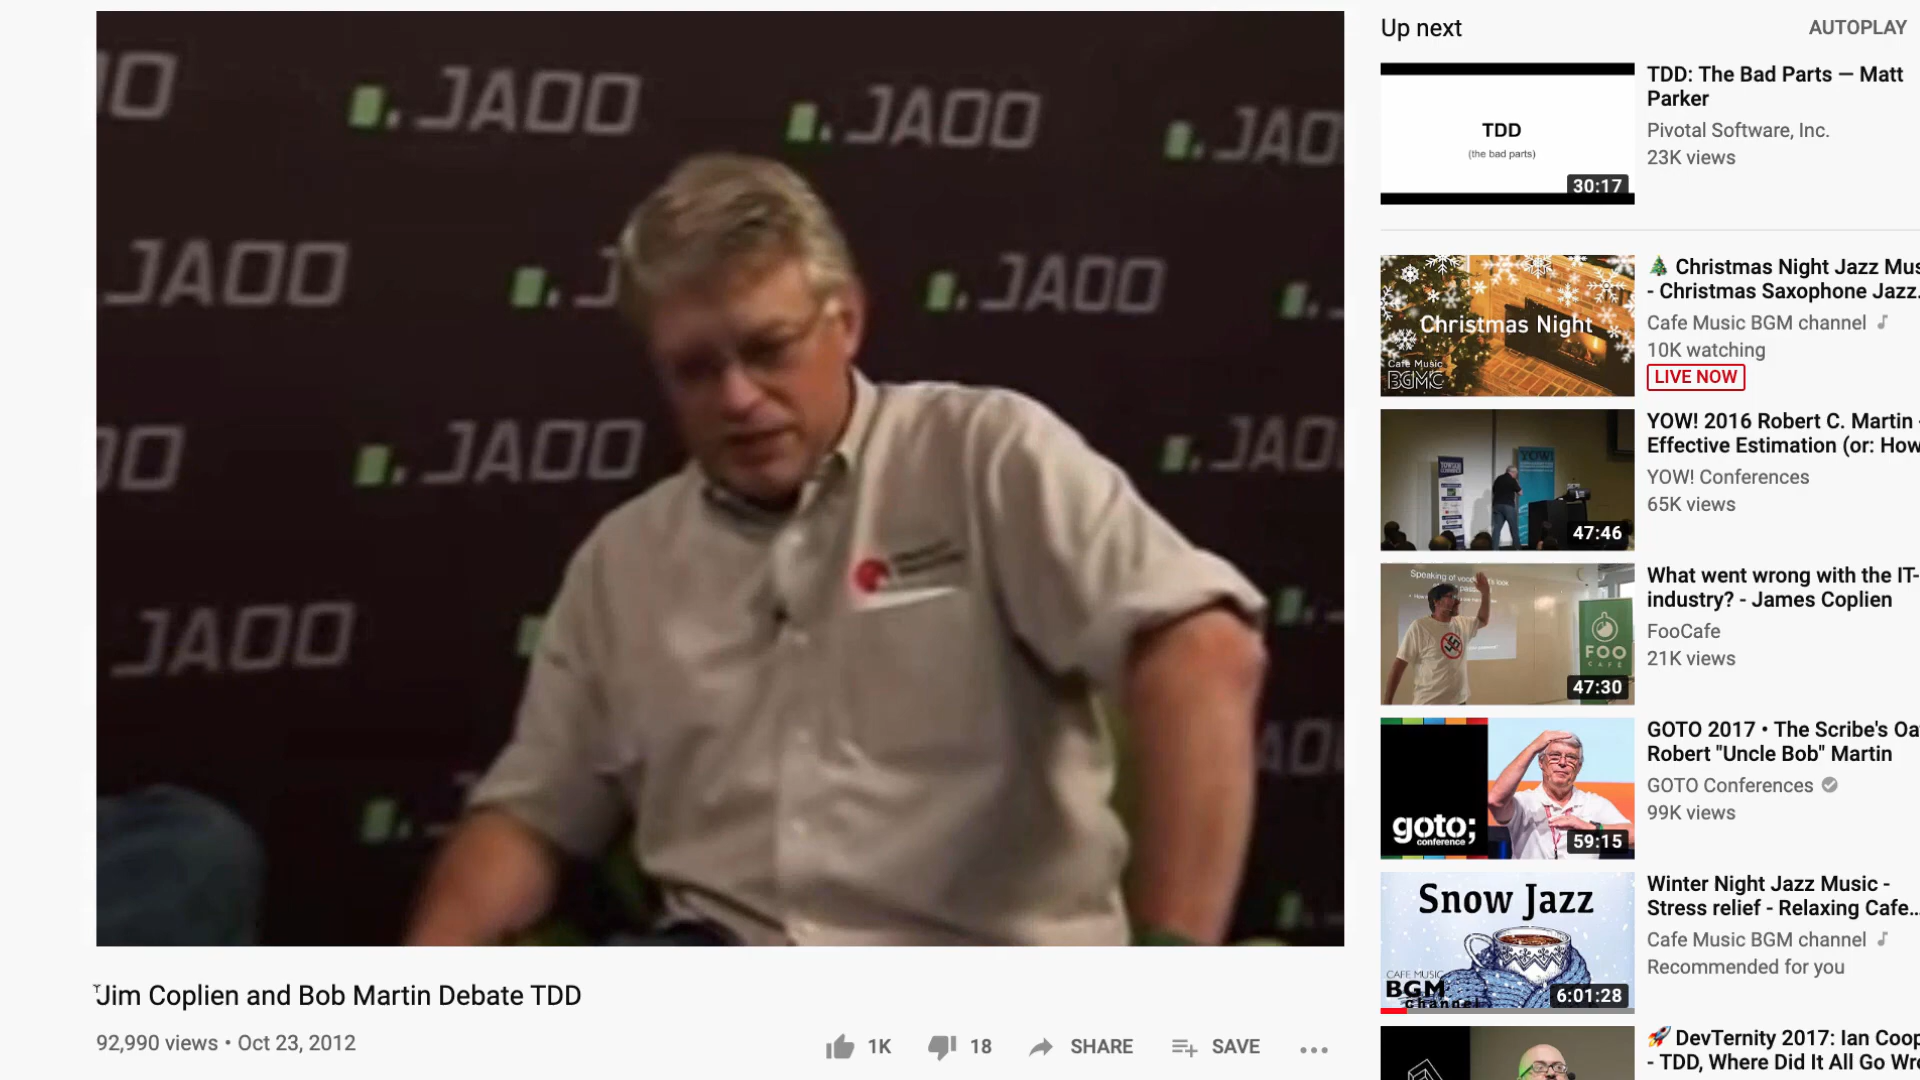 JAOO
JAOO
JAOO
JAOO
JAOO
JAOO
JAOO
Jim Coplien and Bob Martin Debate TDD
92,990 views • Oct 23, 2012
1K
18
SHARE
SAVE
Up next
AUTOPLAY
TDD
(the bad parts)
30:17
TDD: The Bad Parts — Matt
Parker
Pivotal Software, Inc.
23K views
Christmas Night
Cafe Music
BGMC
🎄 Christmas Night Jazz
- Christmas Saxophone Jazz..
Cafe Music BGM channel
10K watching
LIVE NOW
YOW!
47:46
YOW! 2016 Robert C. Martin -
Effective Estimation (or: How
YOW! Conferences
65K views
Speaking of
FOO
CAFÉ
47:30
What went wrong with the IT-
industry? - James Coplien
FooCafe
21K views
goto;
conference
59:15
GOTO 2017 • The Scribe's
Robert "Uncle Bob" Martin
GOTO Conferences
99K views
Snow Jazz
CAFE MUSIC
BGM
channel
6:01:28
Winter Night Jazz Music -
Stress relief - Relaxing Cafe...
Cafe Music BGM channel
Recommended for you
🚀 DevTernity 2017: Ian
- TDD, Where Did It All Go